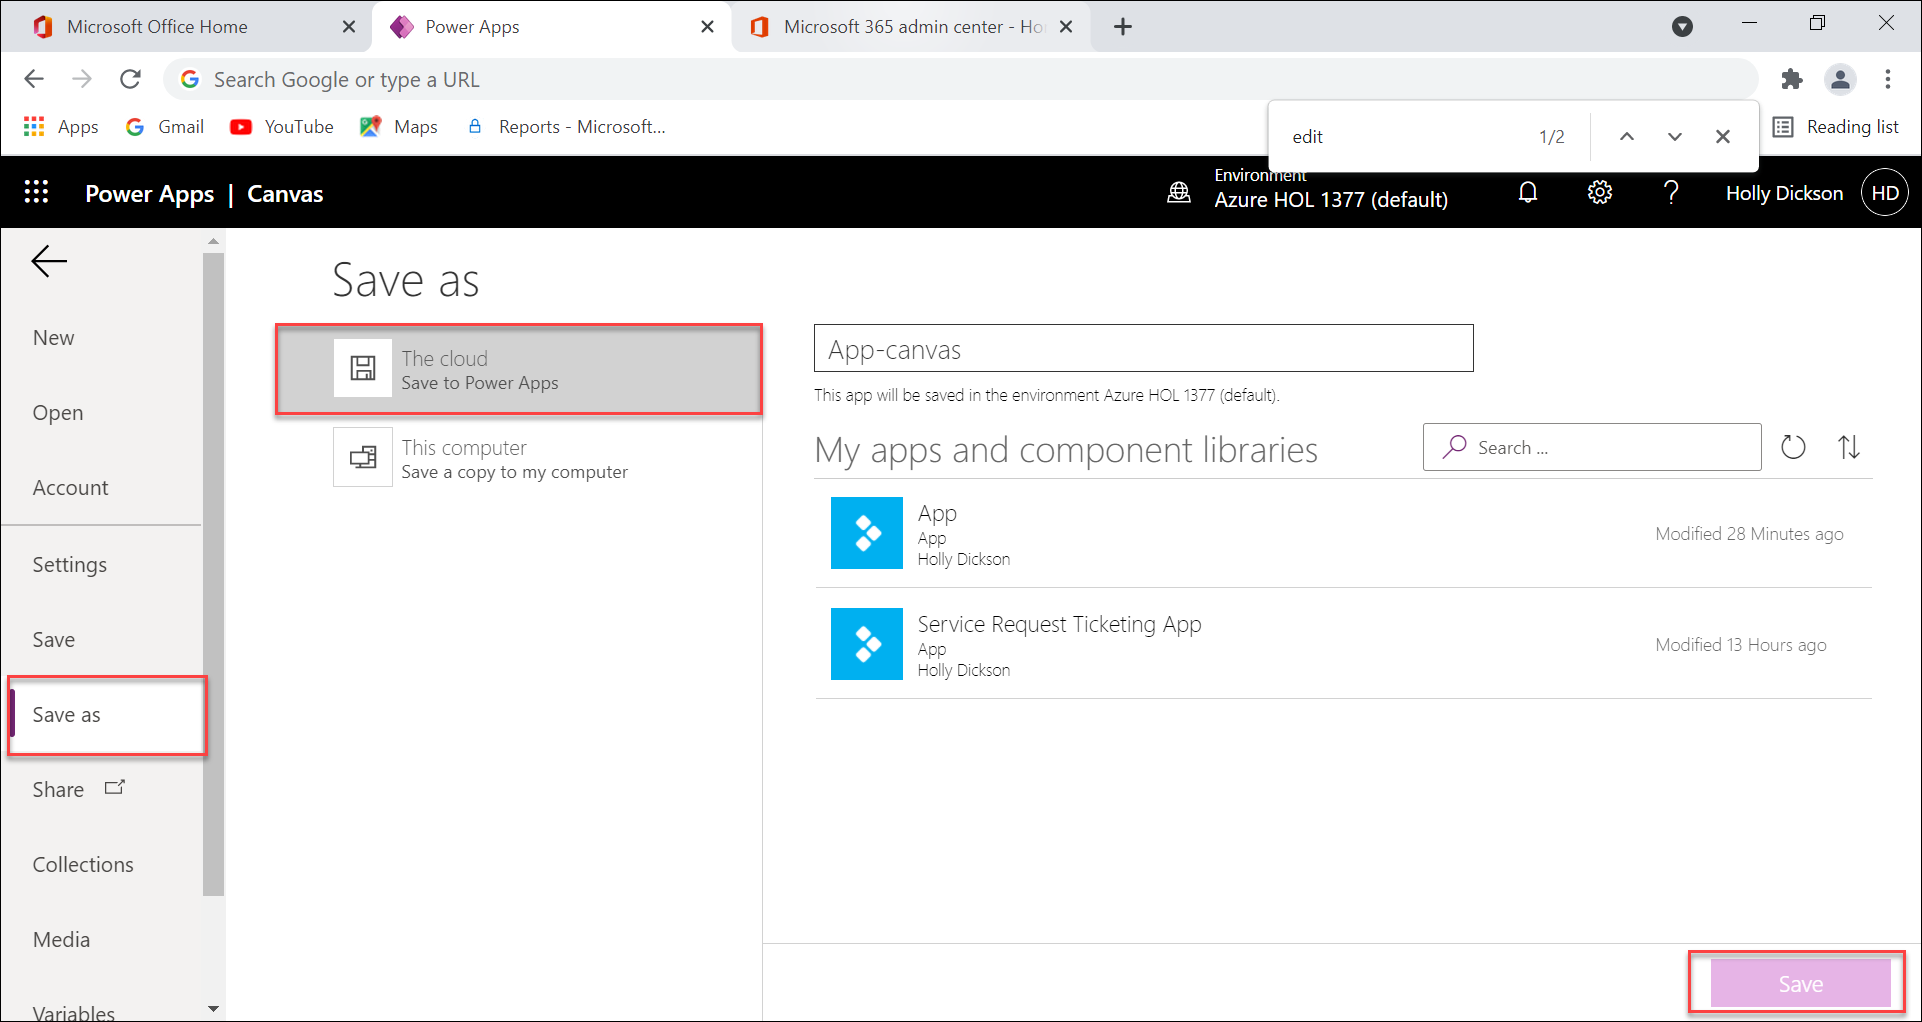 Microsoft Office Home
Power Apps
Microsoft 365 admin center - Ho
Search Google or type a URL
Apps
Gmail
YouTube
Maps
Reports - Microsoft...
Reading list
edit
1/2
Power Apps | Canvas
Environment
Azure HOL 1377 (default)
?
Holly Dickson
HD
New
Open
Account
Settings
Save
Save as
Share
Collections
Media
Variables
Save as
The cloud
Save to Power Apps
This computer
Save a copy to my computer
App-canvas
This app will be saved in the environment Azure HOL 1377 (default).
My apps and component libraries
Search ...
App
App
Holly Dickson
Modified 28 Minutes ago
Service Request Ticketing App
App
Holly Dickson
Modified 13 Hours ago
Save